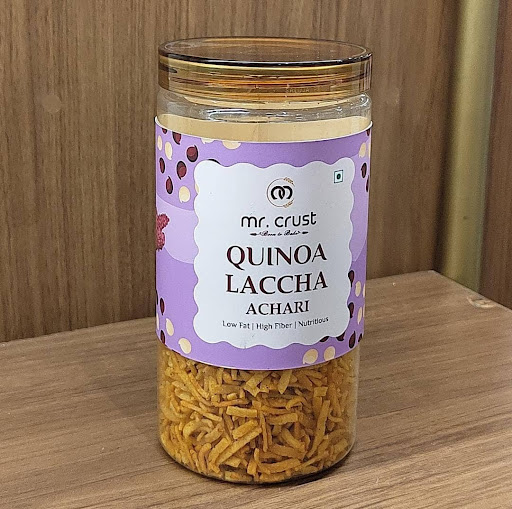 mr. crust
Born to Bake
QUINOA
LACCHA
ACHARI
Low Fat | High Fiber | Nutritious